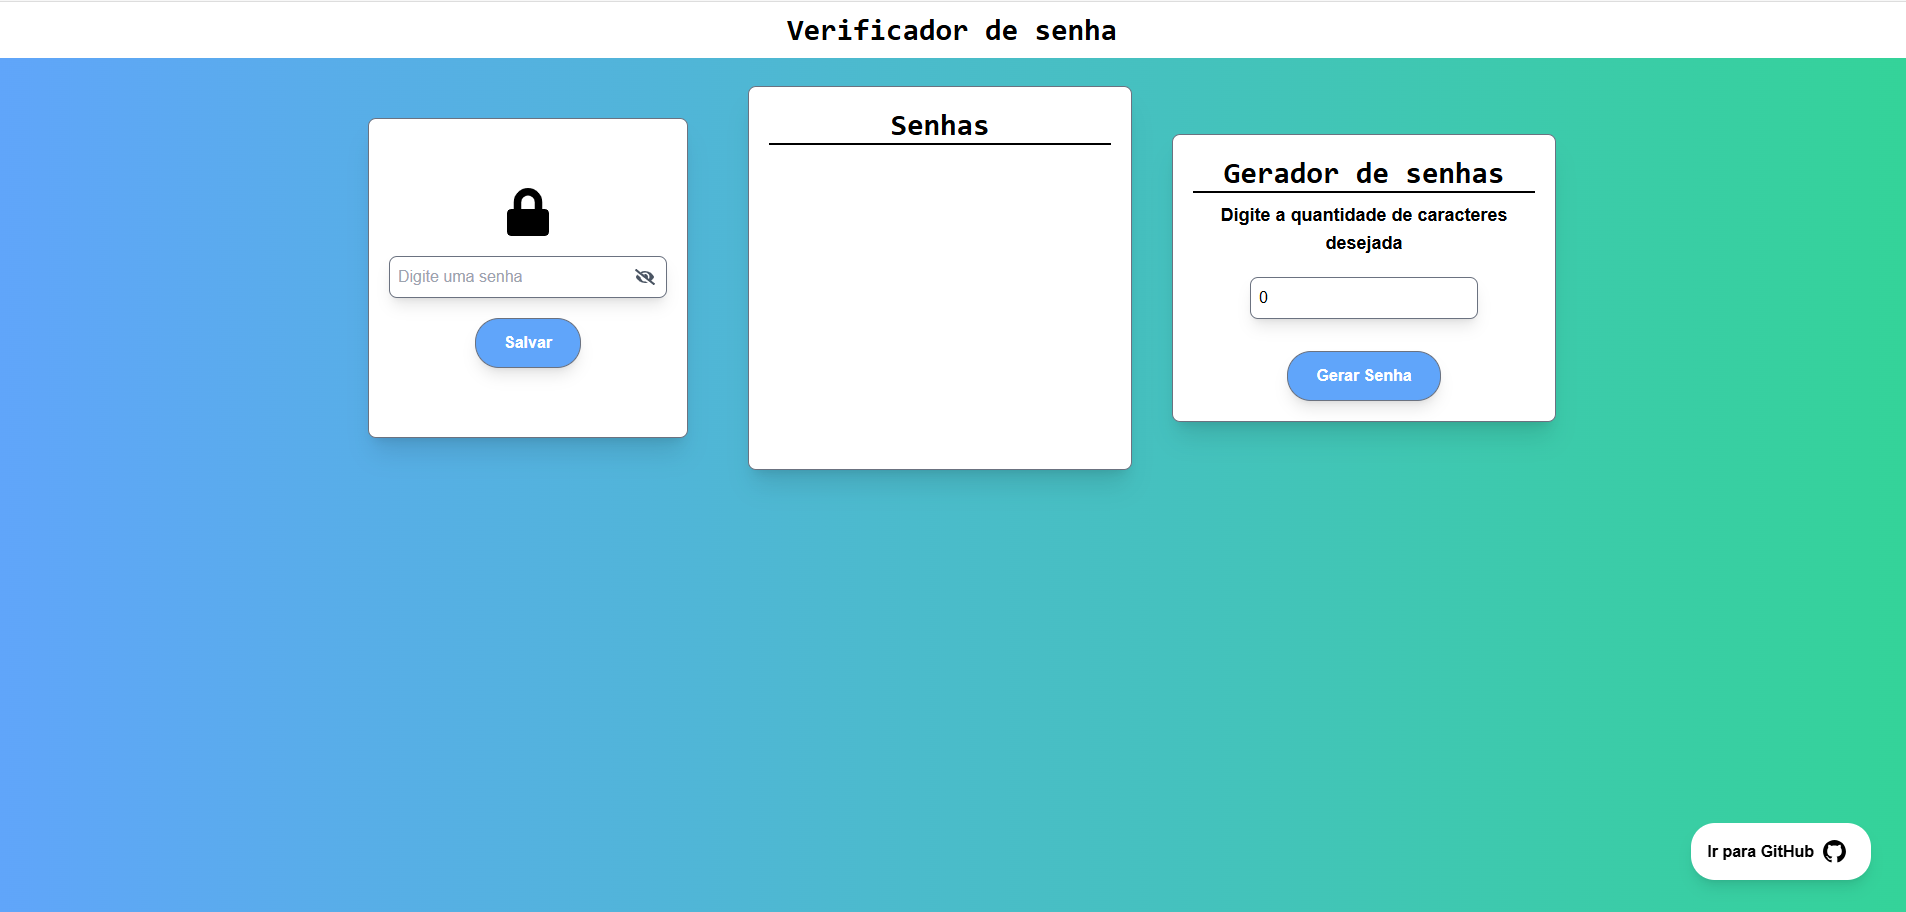 Verificador de senha
Digite uma senha
Salvar
Senhas
Gerador de senhas
Digite a quantidade de caracteres
desejada
0
Gerar Senha
Ir para GitHub